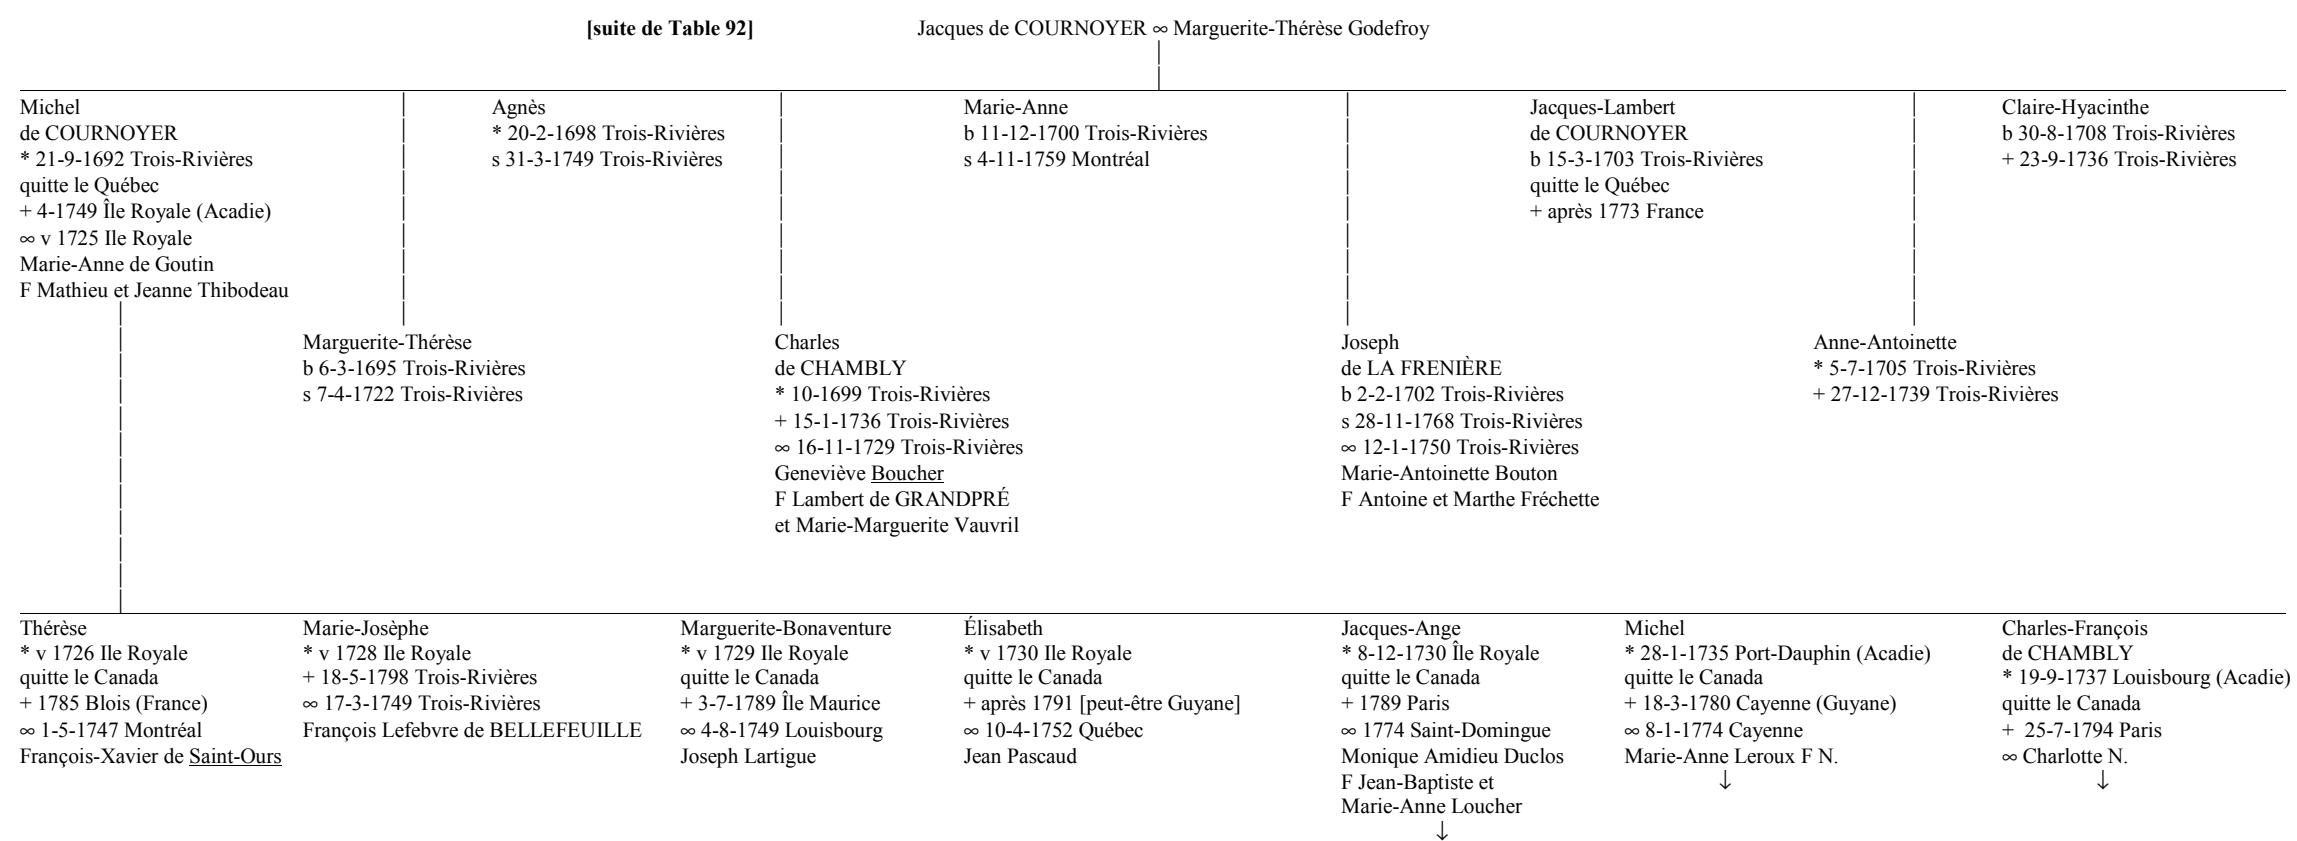 [suite de Table 92]
Jacques de COURNOYER ∞ Marguerite-Thérèse Godefroy
Michel
de COURNOYER
* 21-9-1692 Trois-Rivières
quitte le Québec
+ 4-1749 Île Royale (Acadie)
∞ v 1725 Ile Royale
Marie-Anne de Goutin
F Mathieu et Jeanne Thibodeau
Agnès
* 20-2-1698 Trois-Rivières
s 31-3-1749 Trois-Rivières
Marie-Anne
b 11-12-1700 Trois-Rivières
s 4-11-1759 Montréal
Jacques-Lambert
de COURNOYER
b 15-3-1703 Trois-Rivières
quitte le Québec
+ après 1773 France
Claire-Hyacinthe
b 30-8-1708 Trois-Rivières
+ 23-9-1736 Trois-Rivières
Marguerite-Thérèse
b 6-3-1695 Trois-Rivières
s 7-4-1722 Trois-Rivières
Charles
de CHAMBLY
* 10-1699 Trois-Rivières
+ 15-1-1736 Trois-Rivières
∞ 16-11-1729 Trois-Rivières
Geneviève Boucher
F Lambert de GRANDPRÉ
et Marie-Marguerite Vauvril
Joseph
de LA FRENIÈRE
b 2-2-1702 Trois-Rivières
s 28-11-1768 Trois-Rivières
∞ 12-1-1750 Trois-Rivières
Marie-Antoinette Bouton
F Antoine et Marthe Fréchette
Anne-Antoinette
* 5-7-1705 Trois-Rivières
+ 27-12-1739 Trois-Rivières
Thérèse
* v 1726 Ile Royale
quitte le Canada
+ 1785 Blois (France)
∞ 1-5-1747 Montréal
François-Xavier de Saint-Ours
Marie-Josèphe
* v 1728 Ile Royale
+ 18-5-1798 Trois-Rivières
∞ 17-3-1749 Trois-Rivières
François Lefebvre de BELLEFEUILLE
Marguerite-Bonaventure
* v 1729 Ile Royale
quitte le Canada
+ 3-7-1789 Île Maurice
∞ 4-8-1749 Louisbourg
Joseph Lartigue
Élisabeth
* v 1730 Ile Royale
quitte le Canada
+ après 1791 [peut-être Guyane]
∞ 10-4-1752 Québec
Jean Pascaud
Jacques-Ange
* 8-12-1730 Île Royale
quitte le Canada
+ 1789 Paris
∞ 1774 Saint-Domingue
Monique Amidieu Duclos
F Jean-Baptiste et
Marie-Anne Loucher
↓
Michel
* 28-1-1735 Port-Dauphin (Acadie)
quitte le Canada
+ 18-3-1780 Cayenne (Guyane)
∞ 8-1-1774 Cayenne
Marie-Anne Leroux F N.
↓
Charles-François
de CHAMBLY
* 19-9-1737 Louisbourg (Acadie)
quitte le Canada
+ 25-7-1794 Paris
∞ Charlotte N.
↓